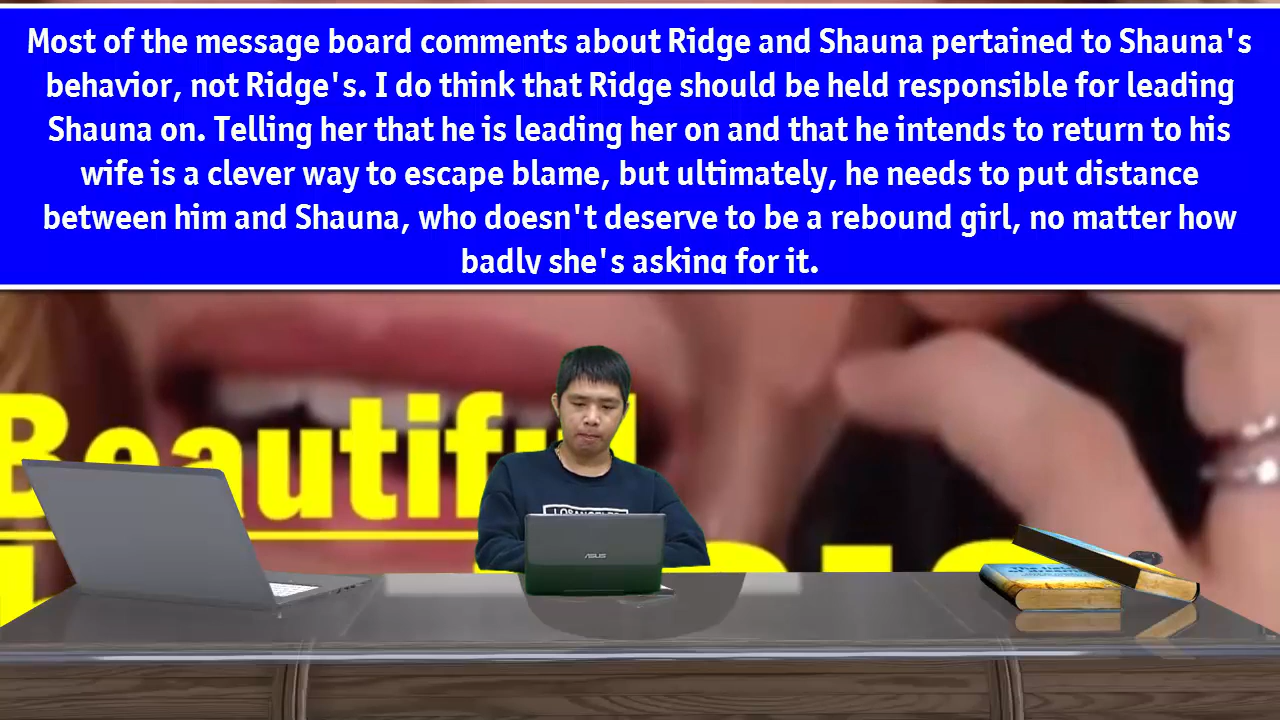 Most of the message board comments about Ridge and Shauna pertained to Shauna's
behavior, not Ridge's. I do think that Ridge should be held responsible for leading
Shauna on. Telling her that he is leading her on and that he intends to return to his
wife is a clever way to escape blame, but ultimately, he needs to put distance
between him and Shauna, who doesn't deserve to be a rebound girl, no matter how
badly she's asking for it.
Beautiful
LOSANGELES
ASUS